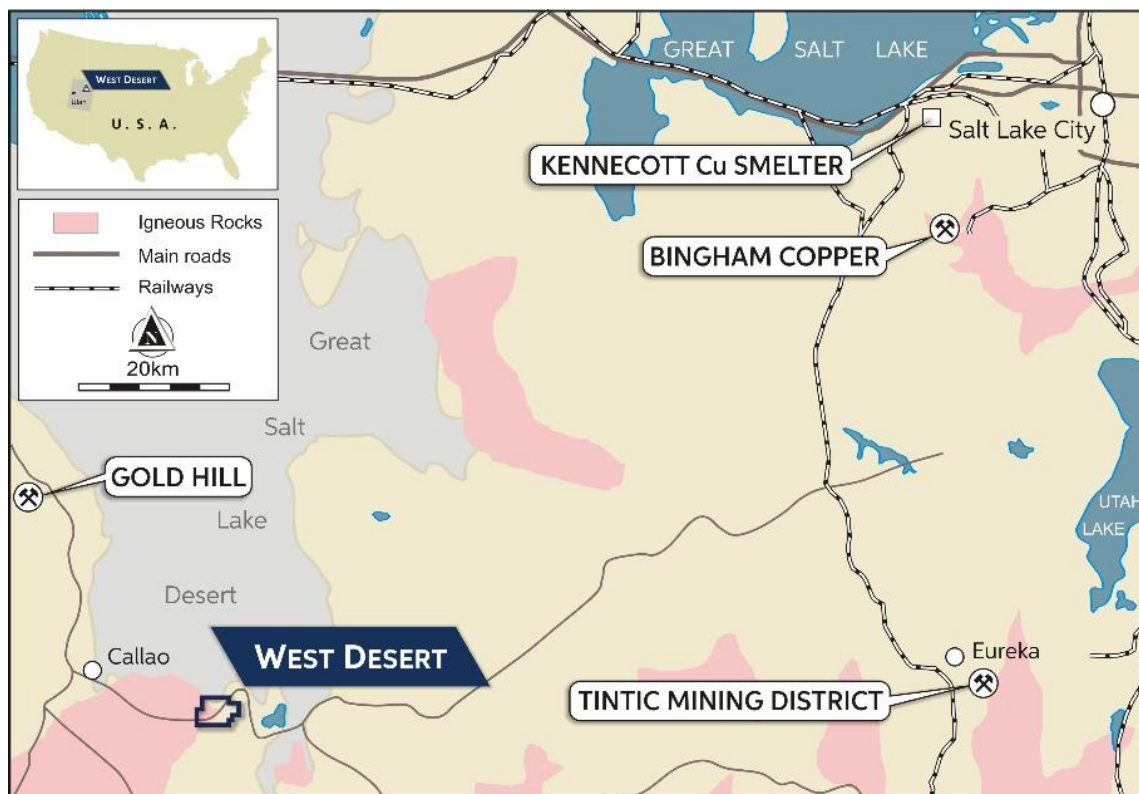 WEST DESERT
Utah
U. S. A.
Igneous Rocks
Main roads
Railways
N
20km
GREAT SALT LAKE
Salt Lake City
KENNECOTT Cu SMELTER
BINGHAM COPPER
Great
Salt
Lake
Desert
GOLD HILL
UTAH
LAKE
Callao
WEST DESERT
Eureka
TINTIC MINING DISTRICT